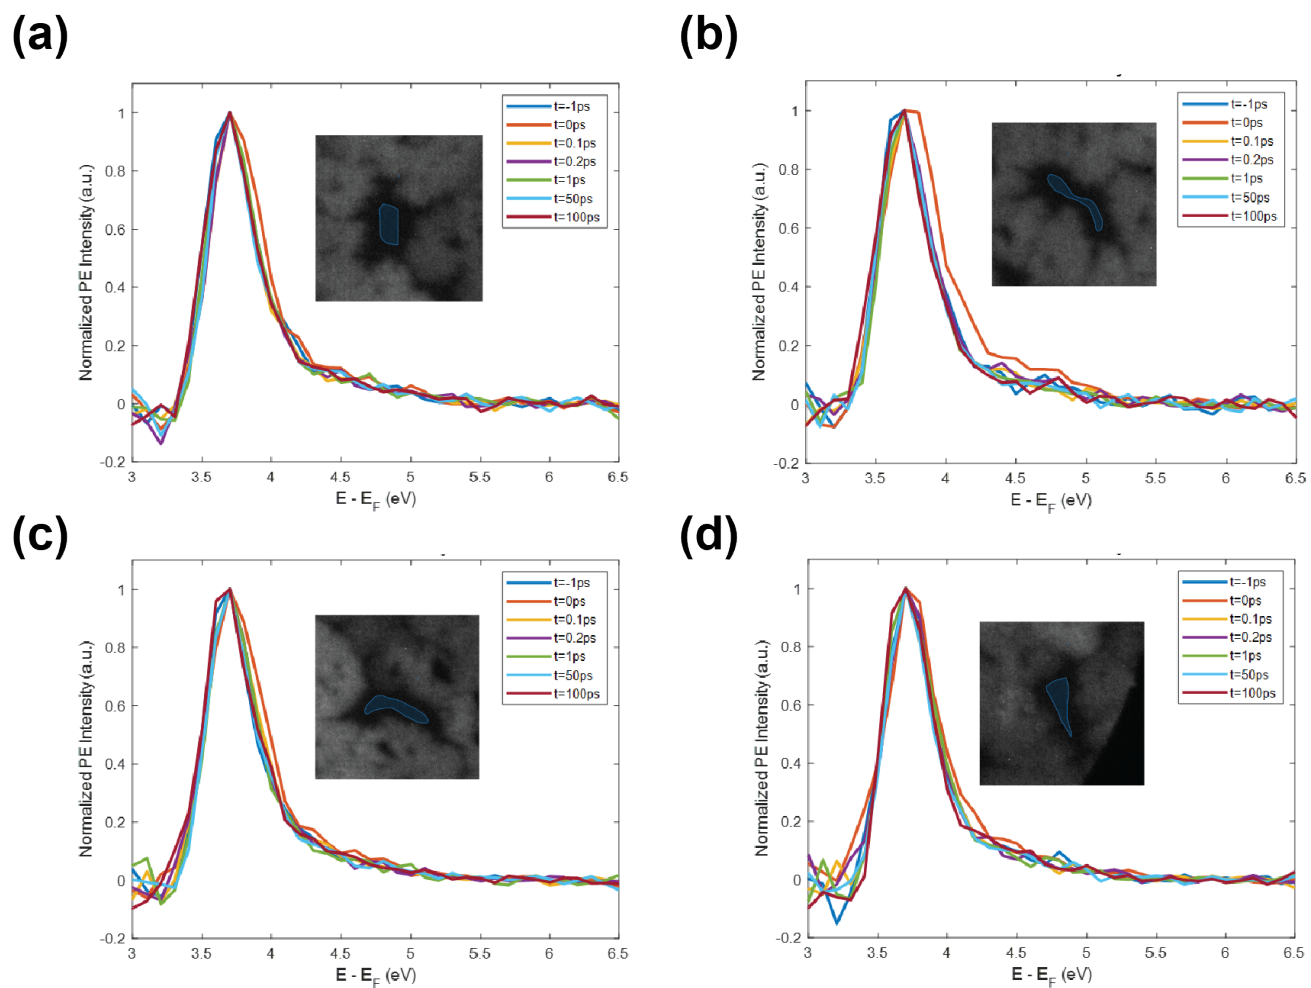 (a)
(b)
Normalized PE Intensity (a.u.)
1
0.8
0.6
0.4
0.2
0
-0.2
3
3.5
4
4.5
5
5.5
6
6.5
E - EF (eV)
t=-1ps
t=0ps
t=0.1ps
t=0.2ps
t=1ps
t=50ps
t=100ps
Normalized PE Intensity (a.u.)
1
0.8
0.6
0.4
0.2
0
-0.2
3
3.5
4
4.5
5
5.5
6
6.5
E - EF (eV)
t=-1ps
t=0ps
t=0.1ps
t=0.2ps
t=1ps
t=50ps
t=100ps
(c)
(d)
Normalized PE Intensity (a.u.)
1
0.8
0.6
0.4
0.2
0
-0.2
3
3.5
4
4.5
5
5.5
6
6.5
E - EF (eV)
t=-1ps
t=0ps
t=0.1ps
t=0.2ps
t=1ps
t=50ps
t=100ps
Normalized PE Intensity (a.u.)
1
0.8
0.6
0.4
0.2
0
-0.2
3
3.5
4
4.5
5
5.5
6
6.5
E - EF (eV)
t=-1ps
t=0ps
t=0.1ps
t=0.2ps
t=1ps
t=50ps
t=100ps